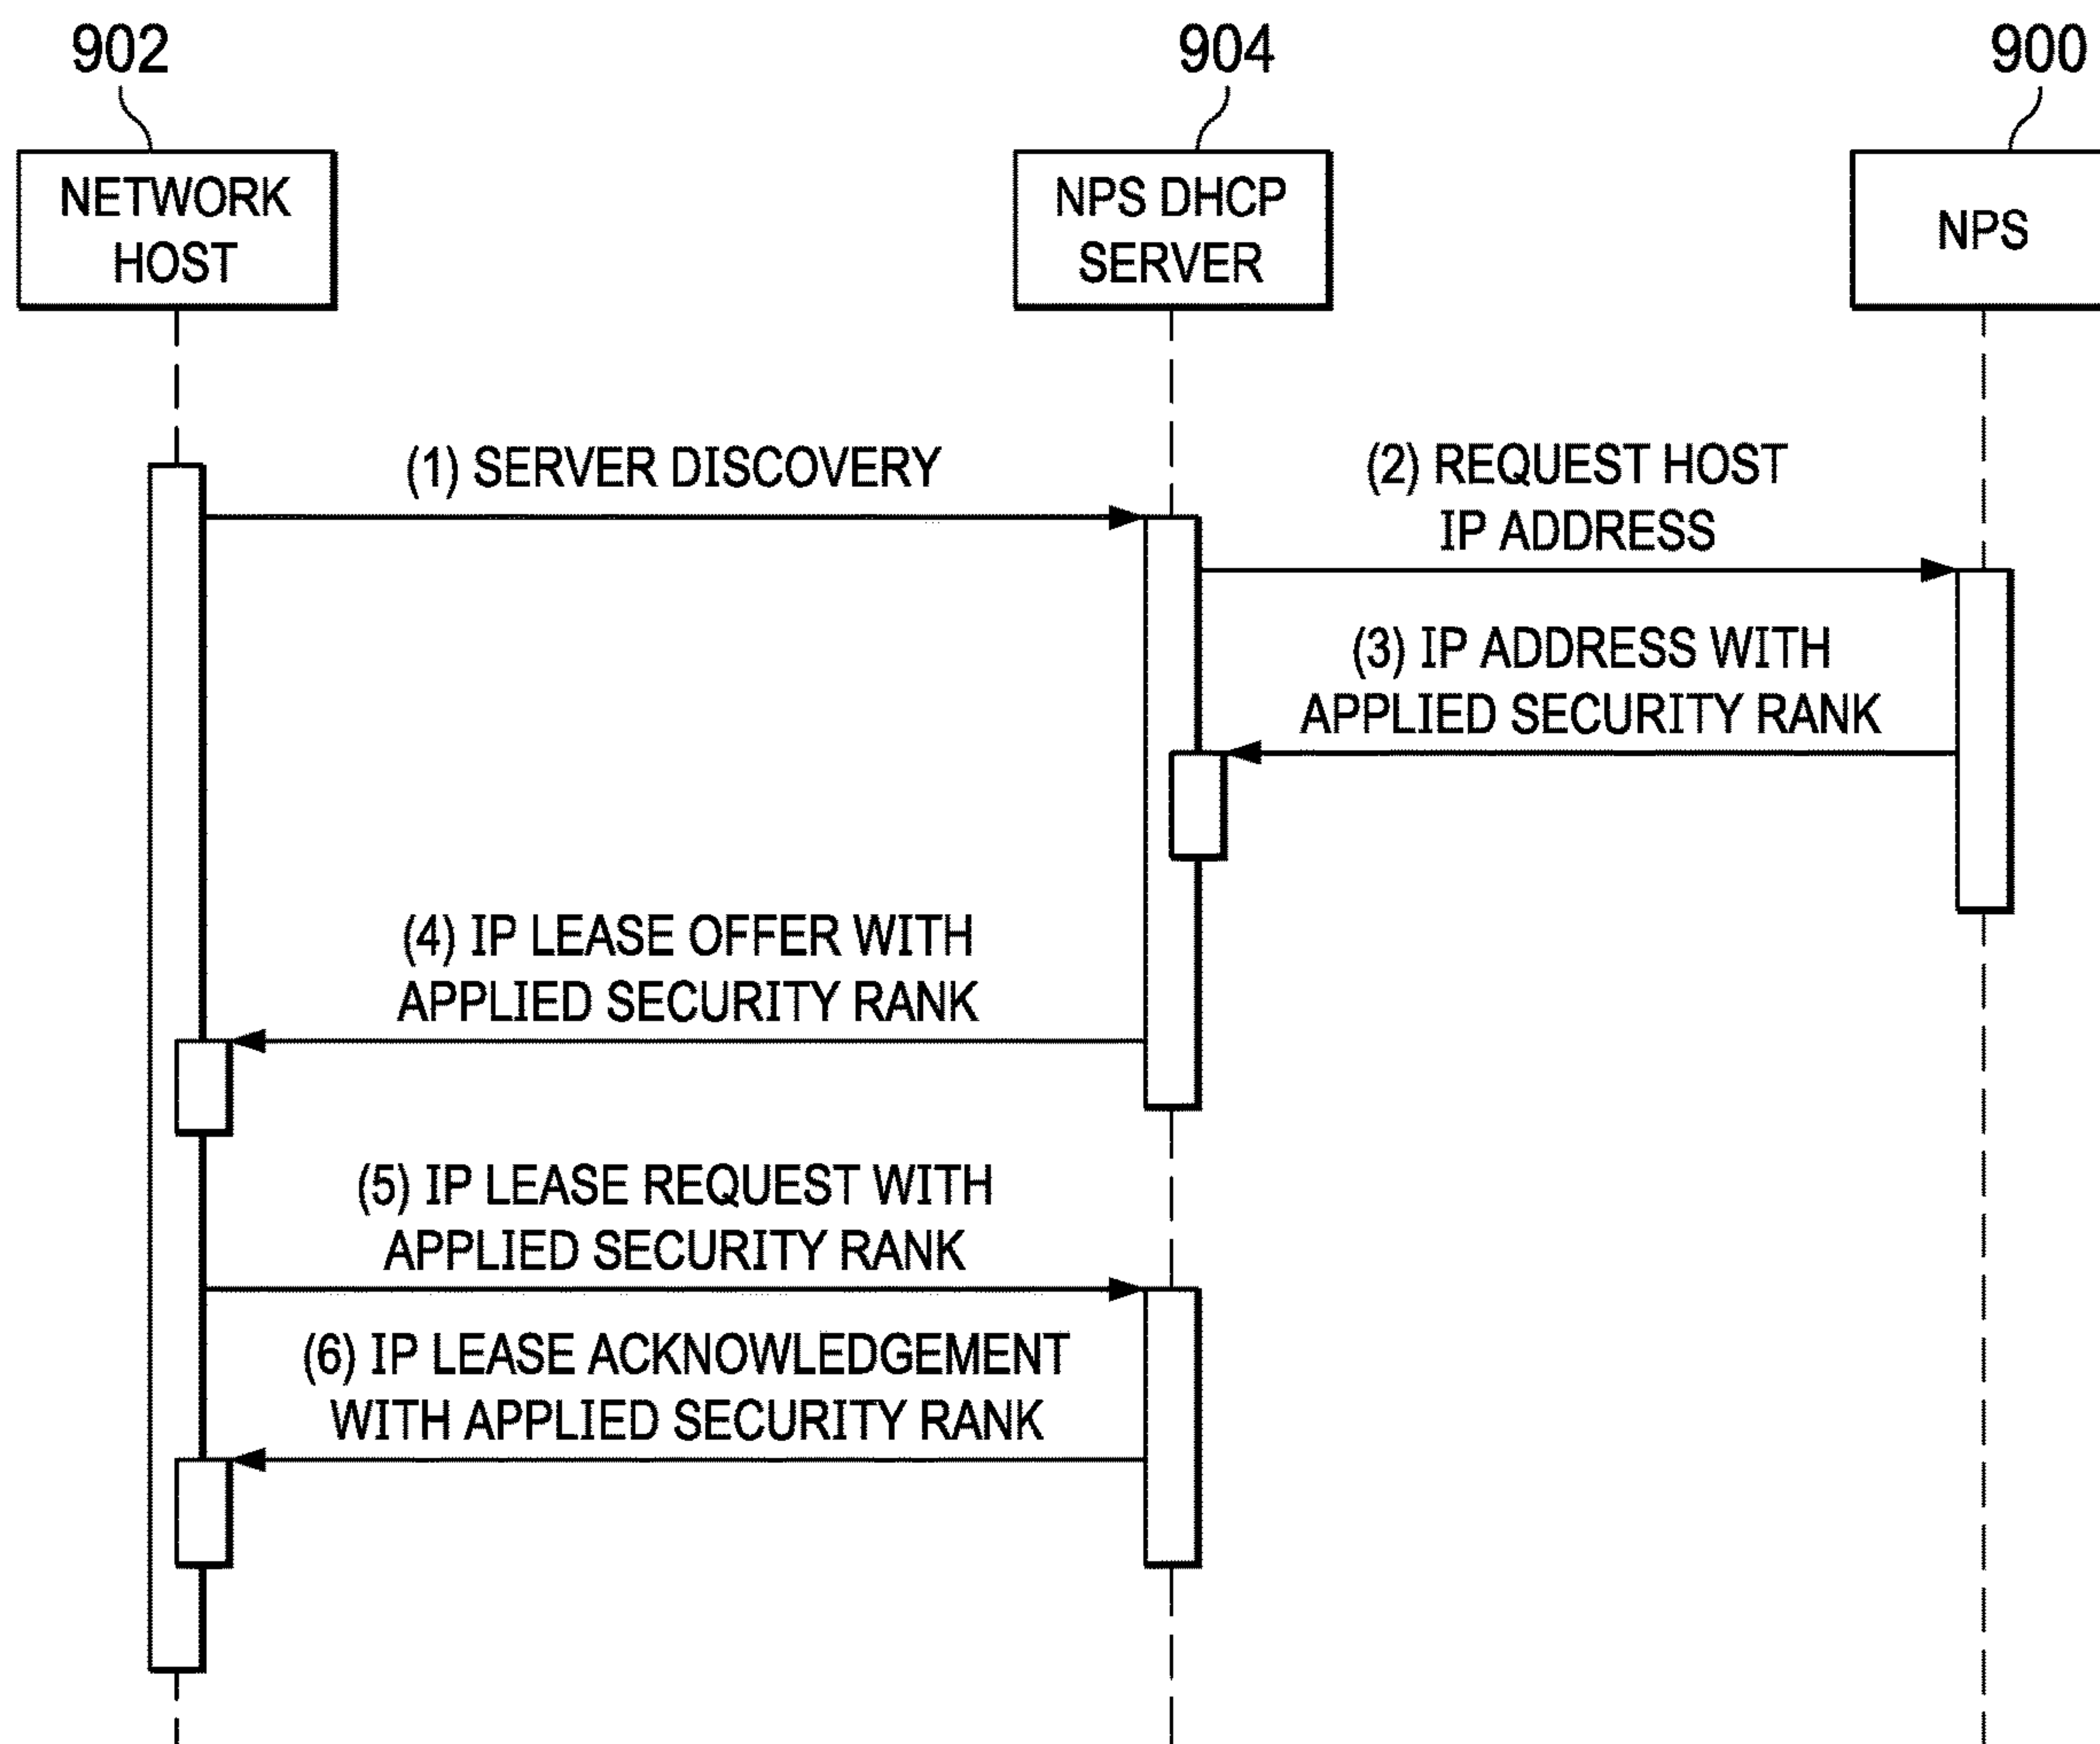 902
904
900
NETWORK
HOST
NPS DHCP
SERVER
NPS
(1) SERVER DISCOVERY
(2) REQUEST HOST
IP ADDRESS
(3) IP ADDRESS WITH
APPLIED SECURITY RANK
(4) IP LEASE OFFER WITH
APPLIED SECURITY RANK
(5) IP LEASE REQUEST WITH
APPLIED SECURITY RANK
(6) IP LEASE ACKNOWLEDGEMENT
WITH APPLIED SECURITY RANK